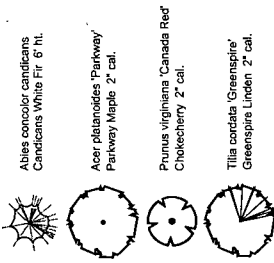 Abies concolor candicans
Candicans White Fir 6' ht.
Acer platanoides 'Parkway'
Parkway Maple 2" cal.
Prunus virginiana 'Canada Red'
Chokecherry 2" cal.
Tilia cordata 'Greenspire'
Greenspire Linden 2" cal.